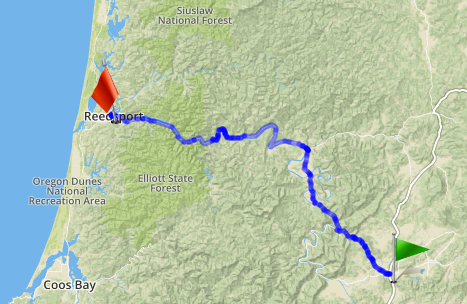 Siuslaw
National Forest
Reedsport
Elliott State
Forest
Oregon Dunes
National
Recreation Area
Coos Bay